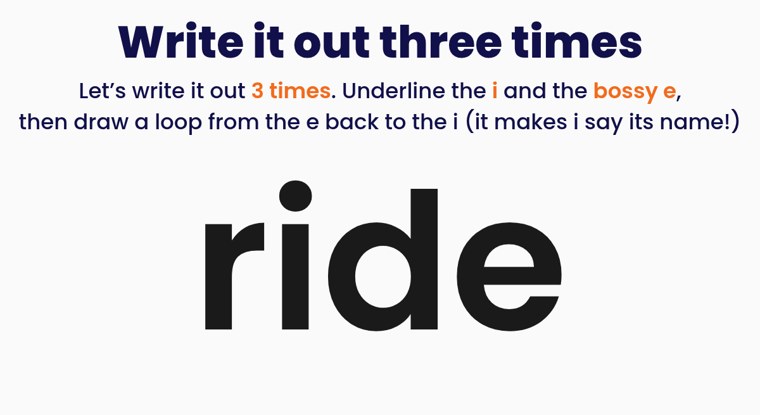 Write it out three times
Let’s write it out 3 times. Underline the i and the bossy e,
then draw a loop from the e back to the i (it makes i say its name!)
ride